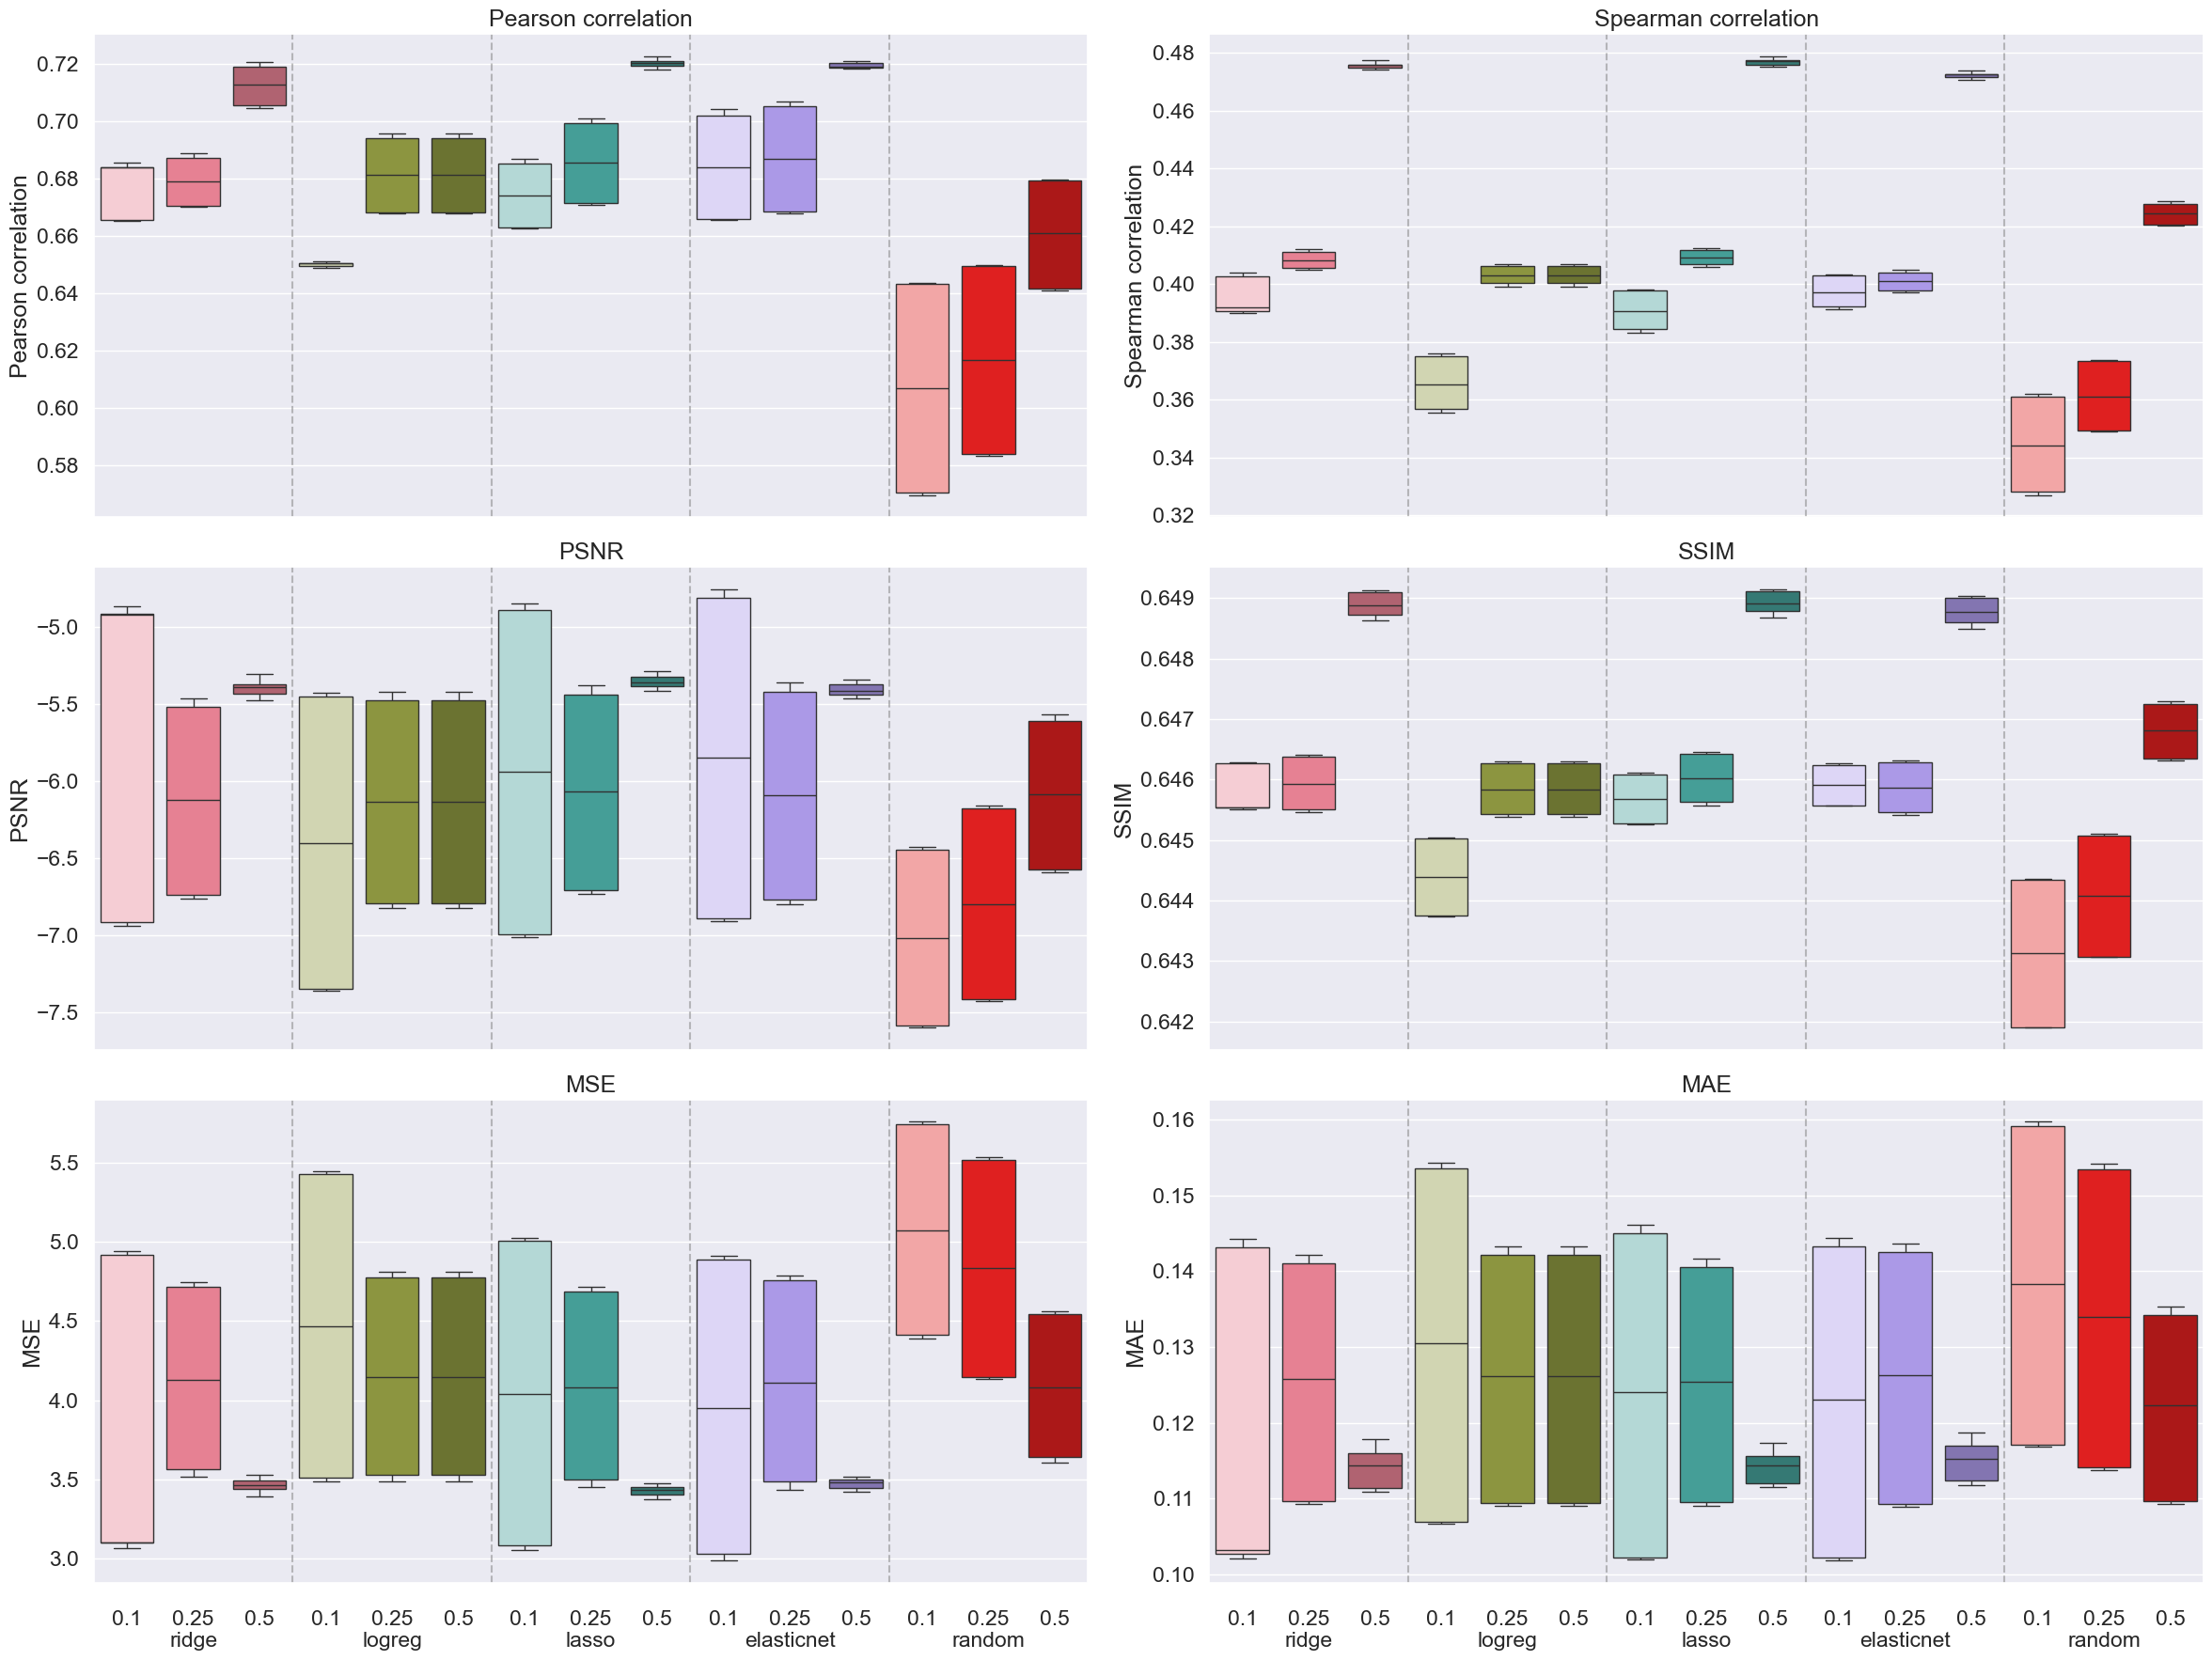 Pearson correlation
Pearson correlation
0.72
0.70
0.68
0.66
0.64
0.62
0.60
0.58
Spearman correlation
Spearman correlation
0.48
0.46
0.44
0.42
0.40
0.38
0.36
0.34
0.32
PSNR
PSNR
−5.0
−5.5
−6.0
−6.5
−7.0
−7.5
SSIM
SSIM
0.649
0.648
0.647
0.646
0.645
0.644
0.643
0.642
MSE
MSE
5.5
5.0
4.5
4.0
3.5
3.0
0.1 0.25 0.5 0.1 0.25 0.5 0.1 0.25 0.5 0.1 0.25 0.5 0.1 0.25 0.5
ridge logreg lasso elasticnet random
MAE
MAE
0.16
0.15
0.14
0.13
0.12
0.11
0.10
0.1 0.25 0.5 0.1 0.25 0.5 0.1 0.25 0.5 0.1 0.25 0.5 0.1 0.25 0.5
ridge logreg lasso elasticnet random